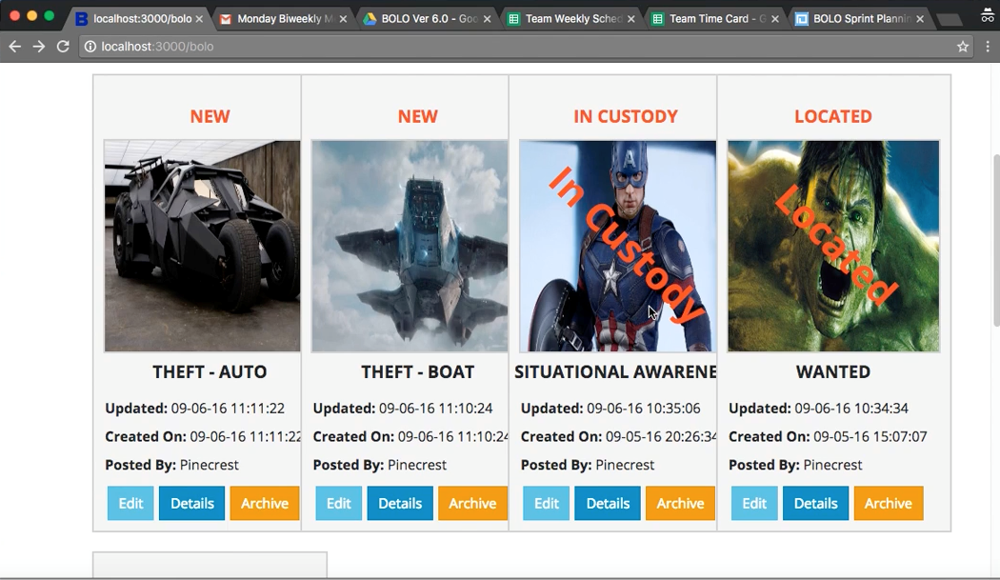 localhost:3000/bolo
Monday Biweekly M
BOLO Ver 6.0 - Goo
Team Weekly Sched
Team Time Card - G
BOLO Sprint Plannin
localhost:3000/bolo
NEW
NEW
IN CUSTODY
LOCATED
In Custody
Located
THEFT - AUTO
THEFT - BOAT
SITUATIONAL AWARENE
WANTED
Updated: 09-06-16 11:11:22
Updated: 09-06-16 11:10:24
Updated: 09-06-16 10:35:06
Updated: 09-06-16 10:34:34
Created On: 09-06-16 11:11:22
Created On: 09-06-16 11:10:24
Created On: 09-05-16 20:26:34
Created On: 09-05-16 15:07:07
Posted By: Pinecrest
Posted By: Pinecrest
Posted By: Pinecrest
Posted By: Pinecrest
Edit Details Archive
Edit Details Archive
Edit Details Archive
Edit Details Archive